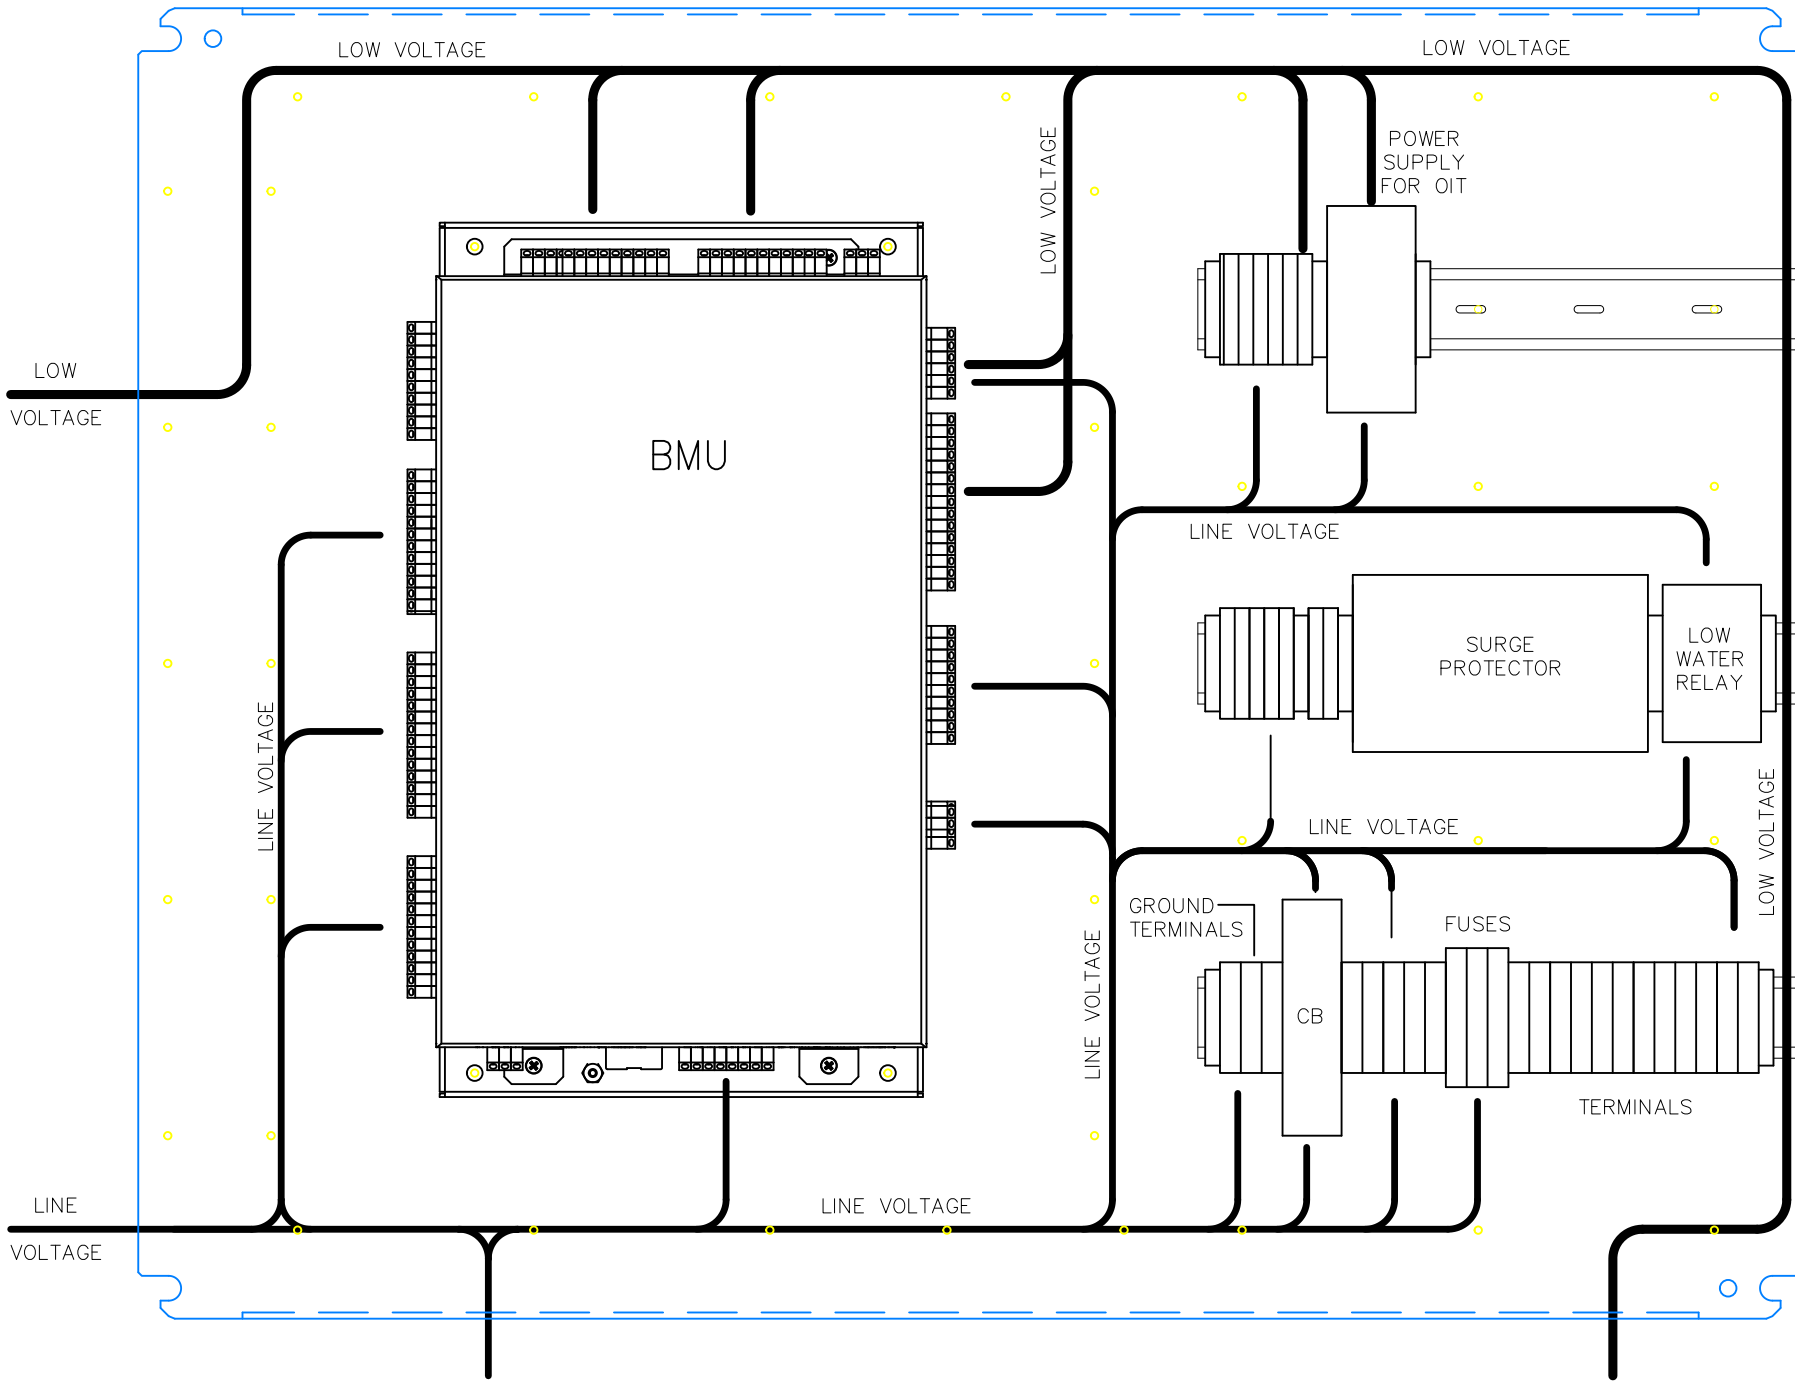 LOW VOLTAGE
LOW VOLTAGE
POWER
SUPPLY
FOR OIT
LOW VOLTAGE
LOW
VOLTAGE
BMU
LINE VOLTAGE
SURGE
PROTECTOR
LOW
WATER
RELAY
LINE VOLTAGE
LINE VOLTAGE
LOW VOLTAGE
GROUND
TERMINALS
FUSES
LINE VOLTAGE
CB
TERMINALS
LINE
VOLTAGE
LINE VOLTAGE